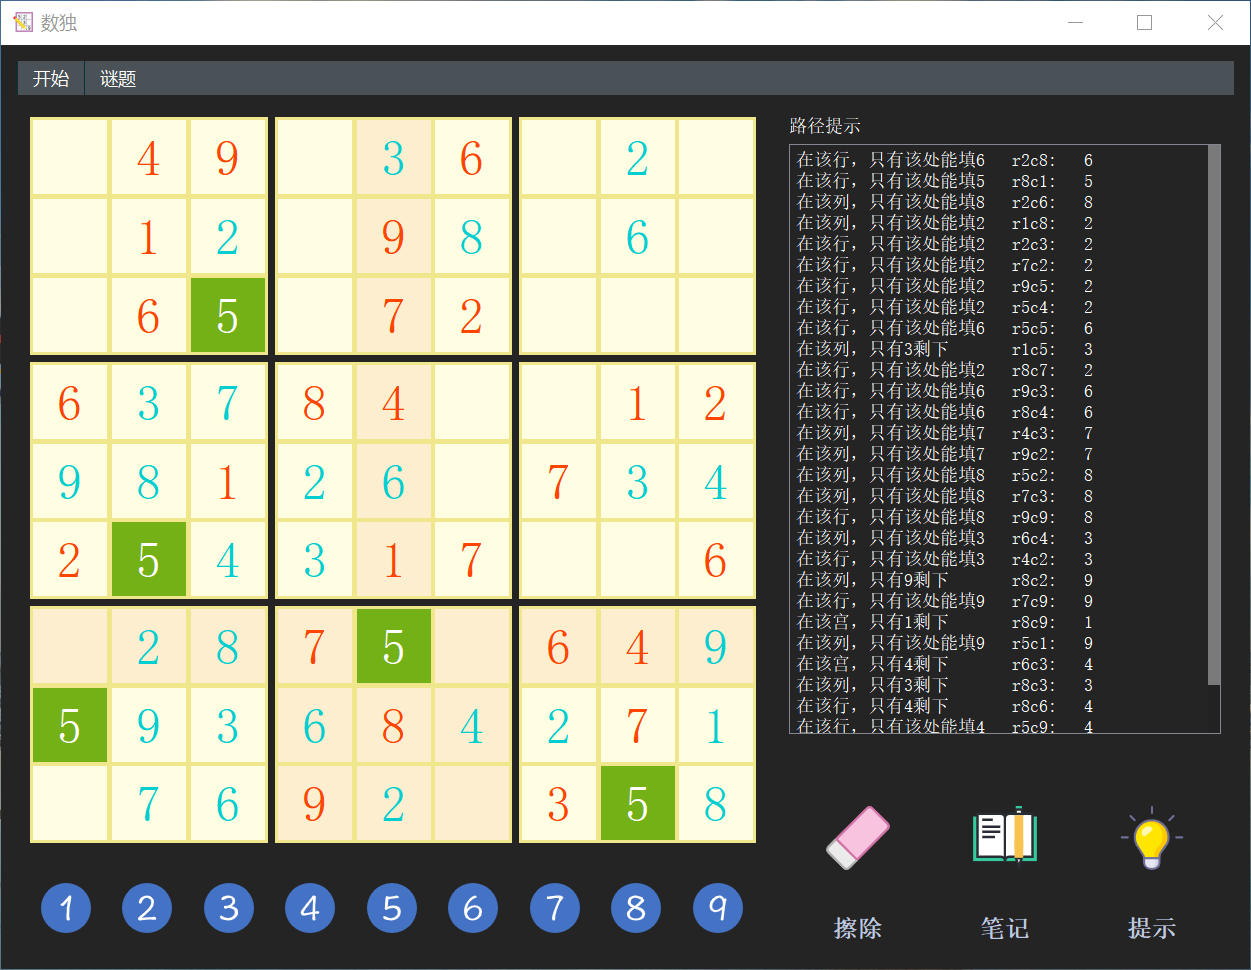 数独
开始 谜题
4 9 3 6 2
1 2 9 8 6
6 5 7 2
6 3 7 8 4 1 2
9 8 1 2 6 7 3 4
2 5 4 3 1 7 6
2 8 7 5 6 4 9
5 9 3 6 8 4 2 7 1
7 6 9 2 3 5 8
1 2 3 4 5 6 7 8 9
路径提示
在该行，只有该处能填6 r2c8: 6
在该行，只有该处能填5 r8c1: 5
在该列，只有该处能填8 r2c6: 8
在该列，只有该处能填2 r1c8: 2
在该行，只有该处能填2 r2c3: 2
在该行，只有该处能填2 r7c2: 2
在该行，只有该处能填2 r9c5: 2
在该行，只有该处能填2 r5c4: 2
在该行，只有该处能填6 r5c5: 6
在该列，只有3剩下 r1c5: 3
在该行，只有该处能填2 r8c7: 2
在该行，只有该处能填6 r9c3: 6
在该行，只有该处能填6 r8c4: 6
在该列，只有该处能填7 r4c3: 7
在该列，只有该处能填7 r9c2: 7
在该列，只有该处能填8 r5c2: 8
在该列，只有该处能填8 r7c3: 8
在该行，只有该处能填8 r9c9: 8
在该列，只有该处能填3 r6c4: 3
在该行，只有该处能填3 r4c2: 3
在该列，只有9剩下 r8c2: 9
在该行，只有该处能填9 r7c9: 9
在该宫，只有1剩下 r8c9: 1
在该列，只有该处能填9 r5c1: 9
在该宫，只有4剩下 r6c3: 4
在该列，只有3剩下 r8c3: 3
在该行，只有4剩下 r8c6: 4
在该行，只有该处能填4 r5c9: 4
擦除 笔记 提示